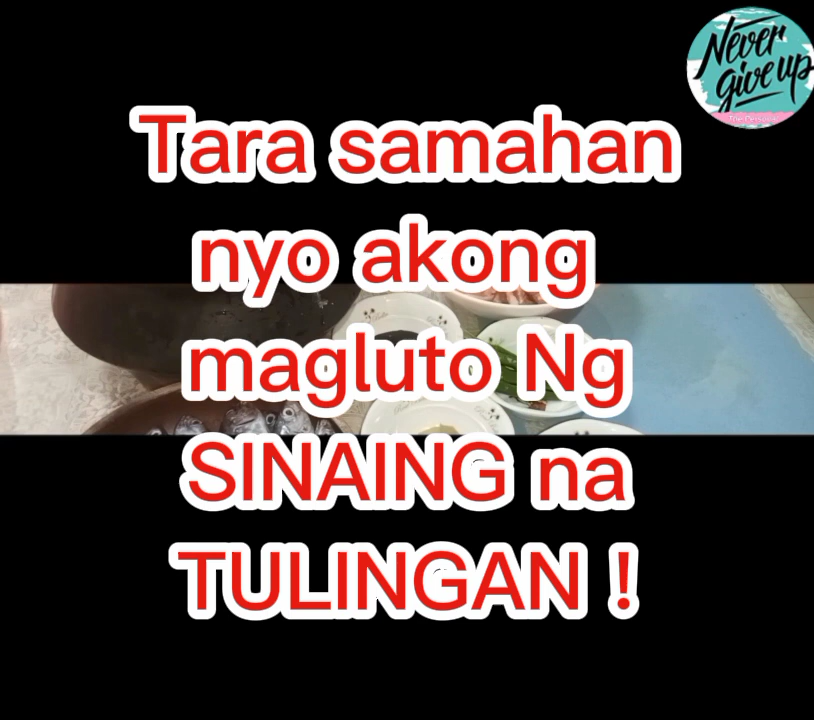 Never
give up
Tara samahan
nyo akong
magluto Ng
SINAING na
TULINGAN !